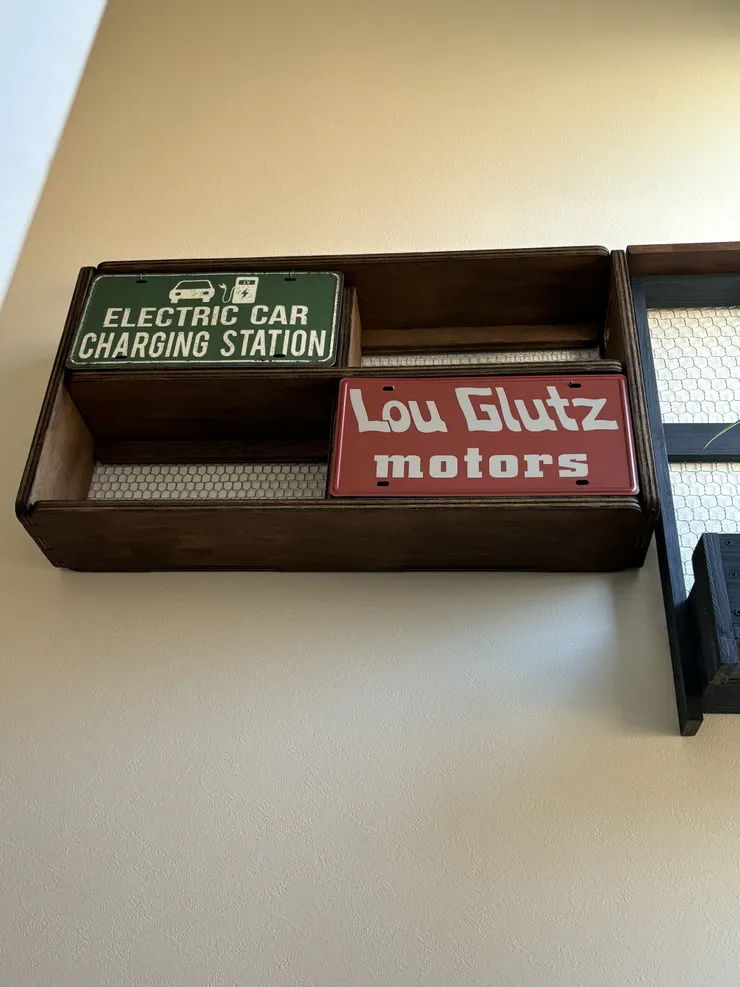 ELECTRIC CAR
CHARGING STATION
Lou Glutz
motors